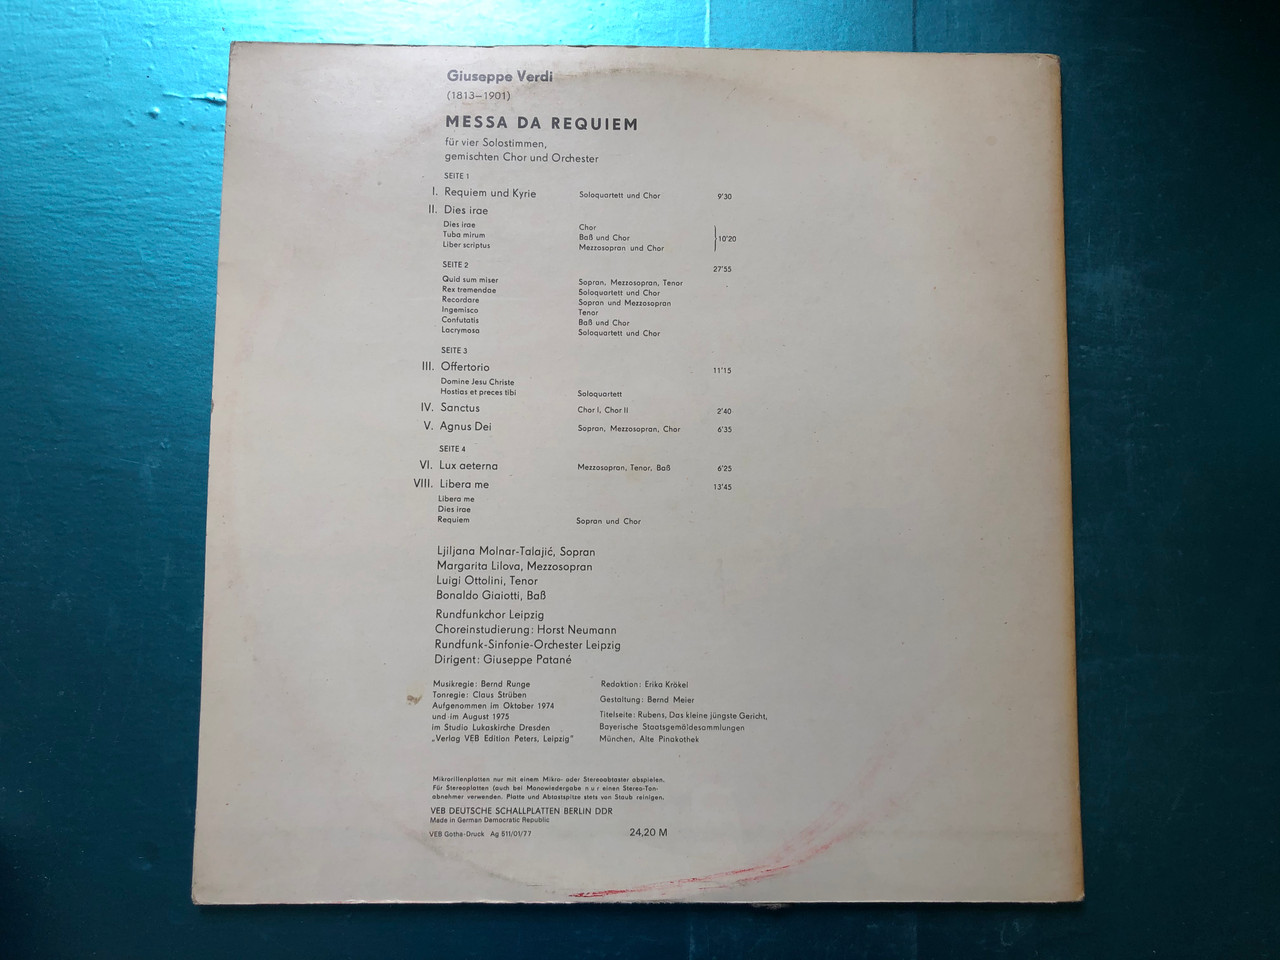 Giuseppe Verdi
(1813–1901)
MESSA DA REQUIEM
für vier Solostimmen,
gemischten Chor und Orchester
SEITE 1
I. Requiem und Kyrie Soloquartett und Chor 9'30
II. Dies irae
Dies irae Chor
Tuba mirum Baß und Chor 10'20
Liber scriptus Mezzosopran und Chor
SEITE 2 27'55
Quid sum miser Sopran, Mezzosopran, Tenor
Rex tremendae Soloquartett und Chor
Recordare Sopran und Mezzosopran
Ingemisco Tenor
Confutatis Baß und Chor
Lacrymosa Soloquartett und Chor
SEITE 3
III. Offertorio 11'15
Domine Jesu Christe
Hostias et preces tibi Soloquartett
IV. Sanctus Chor I, Chor II 2'40
V. Agnus Dei Sopran, Mezzosopran, Chor 6'35
SEITE 4
VI. Lux aeterna Mezzosopran, Tenor, Baß 6'25
VIII. Libera me 13'45
Libera me
Dies irae
Requiem Sopran und Chor
Ljiljana Molnar-Talajić, Sopran
Margarita Lilova, Mezzosopran
Luigi Ottolini, Tenor
Bonaldo Giaiotti, Baß
Rundfunkchor Leipzig
Choreinstudierung: Horst Neumann
Rundfunk-Sinfonie-Orchester Leipzig
Dirigent: Giuseppe Patané
Musikregie: Bernd Runge
Tonregie: Claus Strüben
Aufgenommen im Oktober 1974
und im August 1975
im Studio Lukaskirche Dresden
„Verlag VEB Edition Peters, Leipzig"
Redaktion: Erika Krökel
Gestaltung: Bernd Meier
Titelseite: Rubens, Das kleine jüngste Gericht,
Bayerische Staatsgemäldesammlungen
München, Alte Pinakothek
Mikrorillenplatten nur mit einem Mikro- oder Stereoabtaster abspielen.
Für Stereoplatten (auch bei Monowiedergabe nur einen Stereo-Ton-
abnehmer verwenden. Platte und Abtastspitze stets von Staub reinigen.
VEB DEUTSCHE SCHALLPLATTEN BERLIN DDR
Made in German Democratic Republic
VEB Gotha-Druck Ag 511/01/77 24,20 M